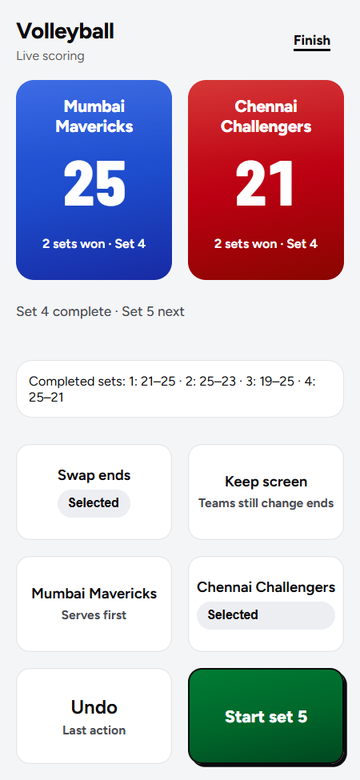 Volleyball
Live scoring
Finish
Mumbai
Mavericks
25
2 sets won · Set 4
Chennai
Challengers
21
2 sets won · Set 4
Set 4 complete · Set 5 next
Completed sets: 1: 21–25 · 2: 25–23 · 3: 19–25 · 4:
25–21
Swap ends
Selected
Keep screen
Teams still change ends
Mumbai Mavericks
Serves first
Chennai Challengers
Selected
Undo
Last action
Start set 5